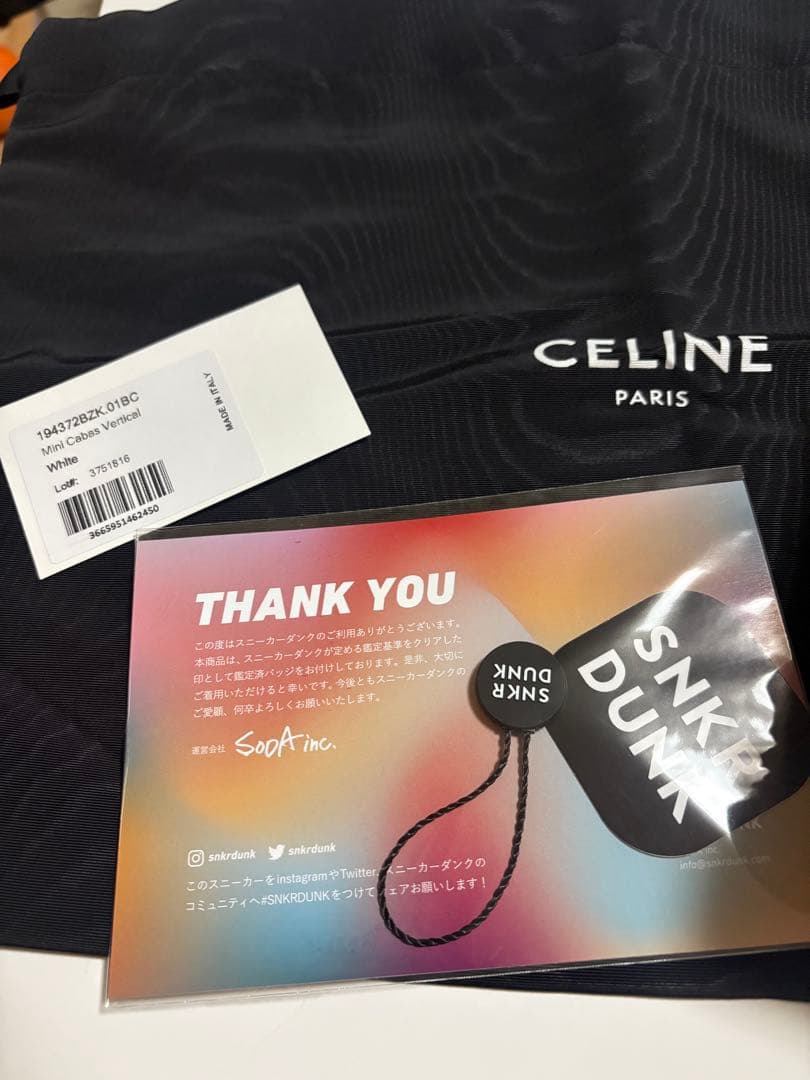 CELINE
PARIS
194372BZK.01BC
Mini Cabas Vertical
White
Lot#: 3751816
3665951462450
MADE IN ITALY
THANK YOU
この度はスニーカーダンクのご利用ありがとうございます。
本商品は、スニーカーダンクが定める鑑定基準をクリアした
印として鑑定済バッジをお付けしております。是非、大切に
ご着用いただけると幸いです。今後ともスニーカーダンクの
ご愛顧、何卒よろしくお願いいたします。
運営会社 SODA inc.
SNKR
DUNK
SNKR
DUNK
snkrdunk snkrdunk
このスニーカーをinstagramやTwitter、スニーカーダンクの
コミュニティへ#SNKRDUNKをつけて ェアお願いします!
inc.
info@snkrdunk.com